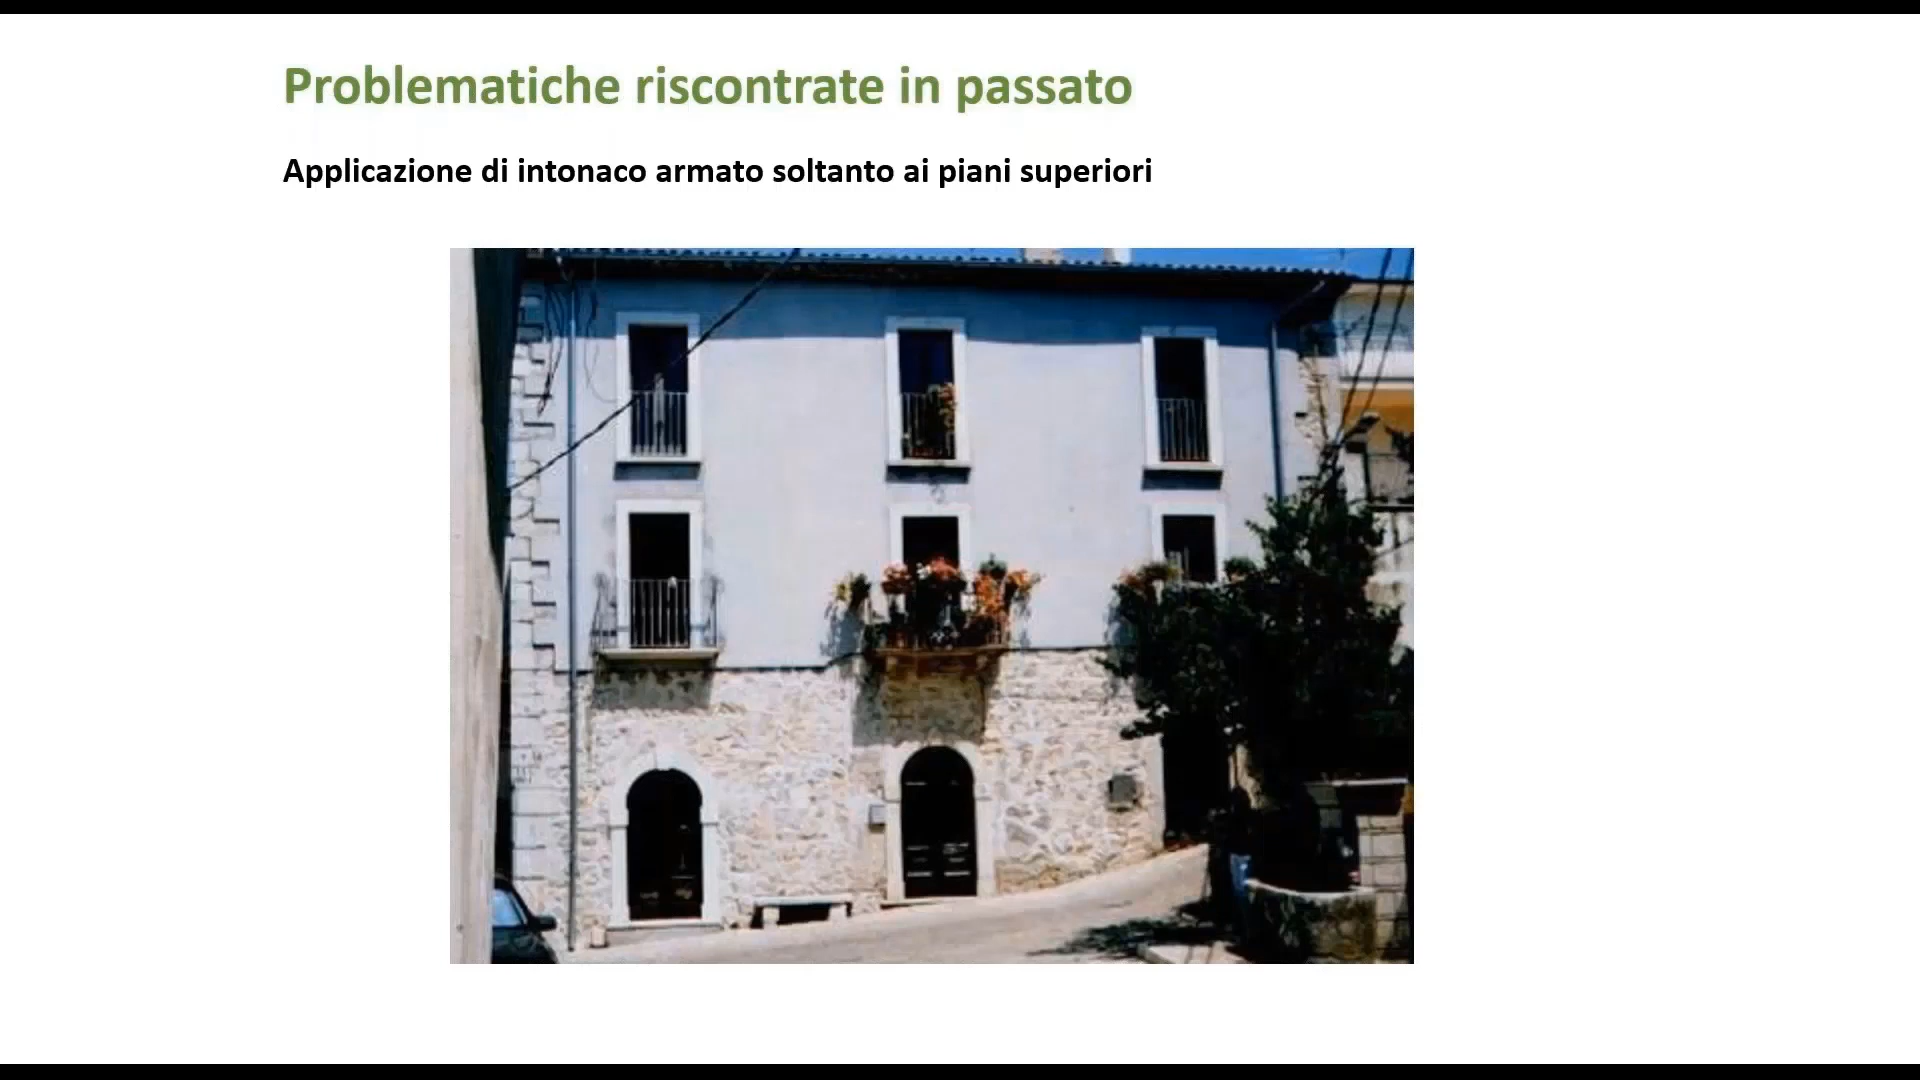 Problematiche riscontrate in passato
Applicazione di intonaco armato soltanto ai piani superiori